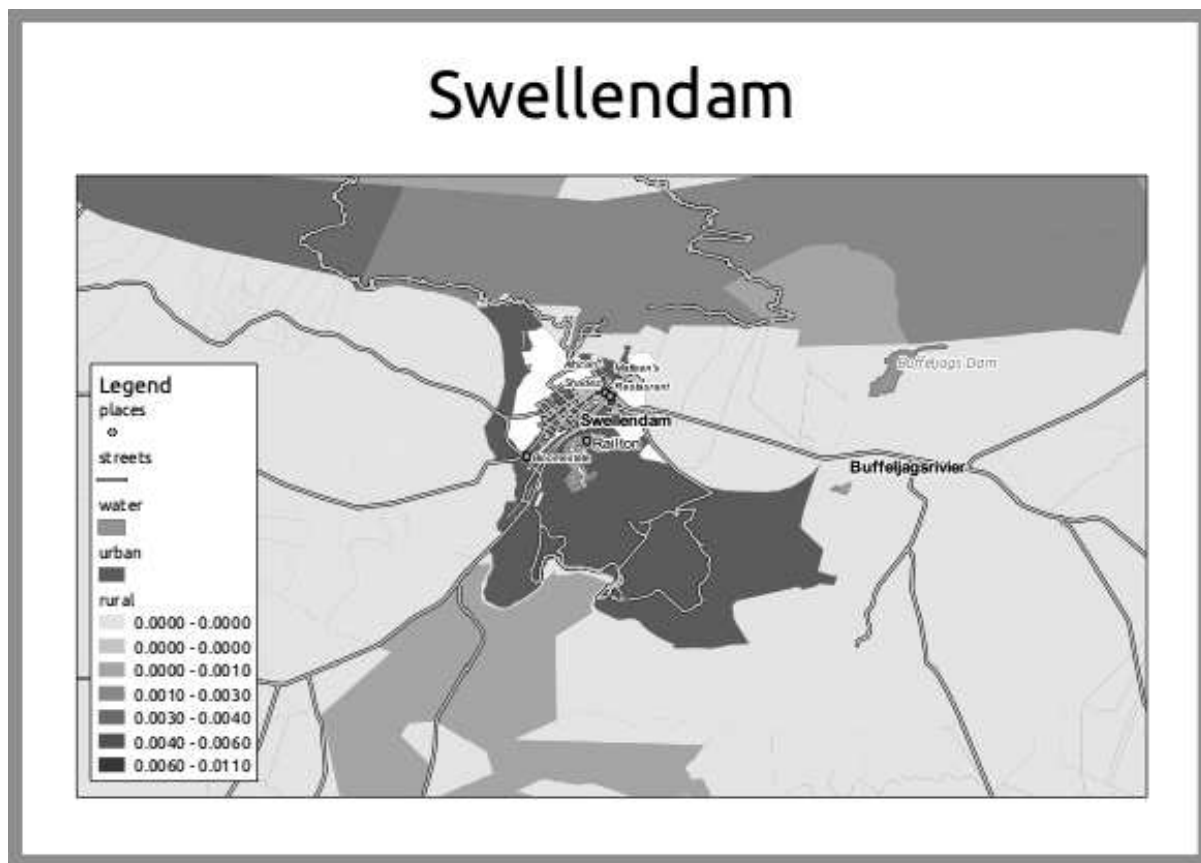 Swellendam
Buffeljags Dam
Shades
Restaurant
Swellendam
Railton
Buffeljagsrivier
Legend
places
streets
water
urban
rural
0.0000 - 0.0000
0.0000 - 0.0000
0.0000 - 0.0010
0.0010 - 0.0030
0.0030 - 0.0040
0.0040 - 0.0060
0.0060 - 0.0110